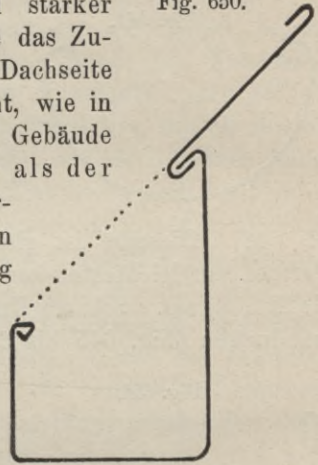 starker
Fig. 650.
das Zu-
Dachseite
wie in
Gebäude
als der